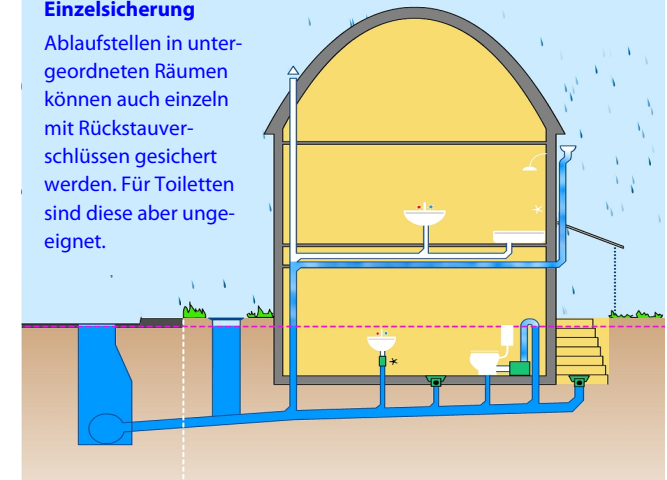 Einzelsicherung
Ablaufstellen in unter-
geordneten Räumen
können auch einzeln
mit Rückstauver-
schlüssen gesichert
werden. Für Toiletten
sind diese aber unge-
eignet.